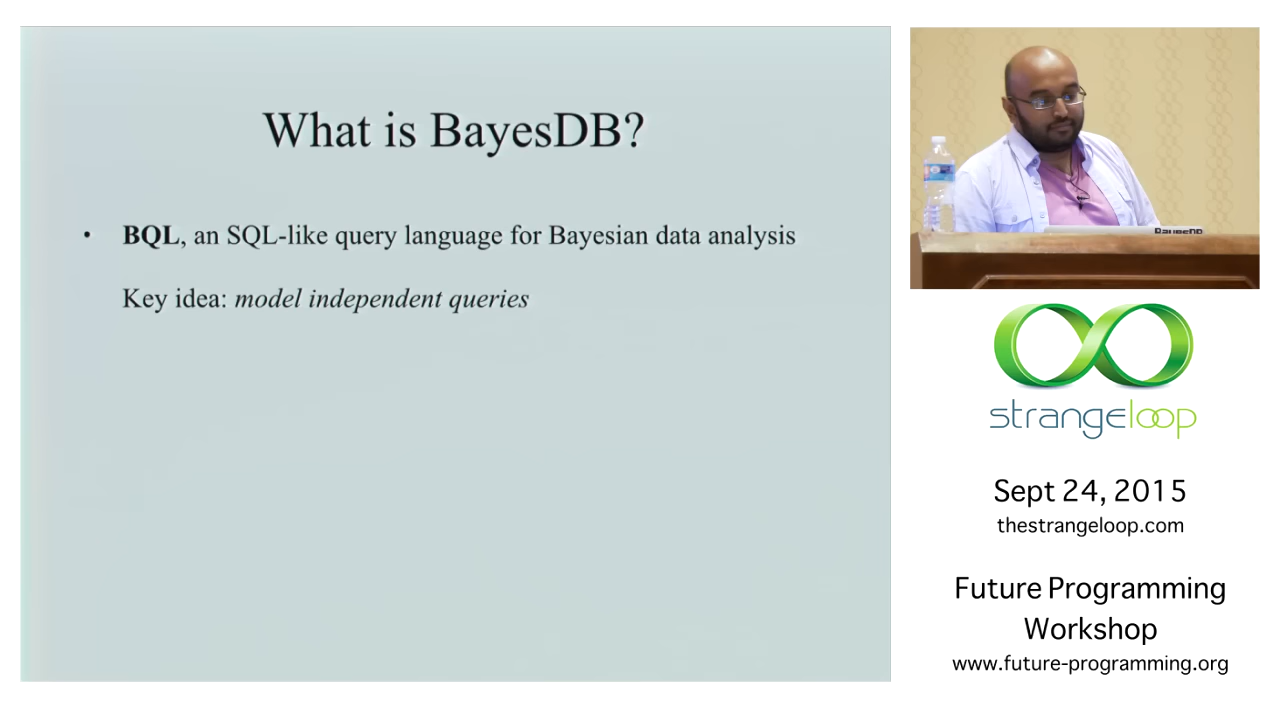 What is BayesDB?
• BQL, an SQL-like query language for Bayesian data analysis
Key idea: model independent queries
BayesDB
strangeloop
Sept 24, 2015
thestrangeloop.com
Future Programming
Workshop
www.future-programming.org